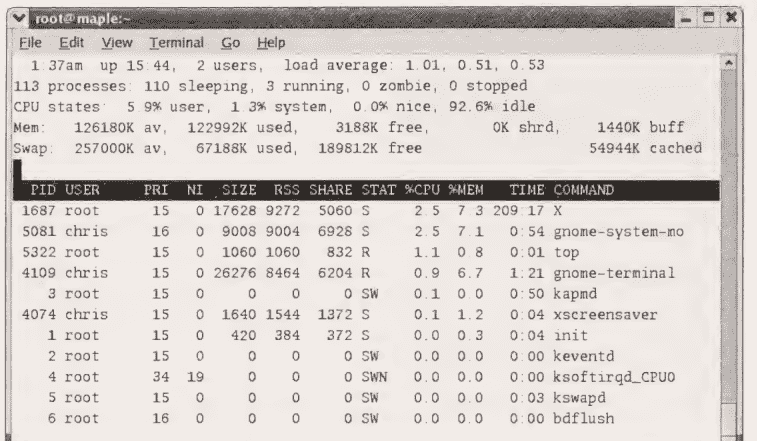 root@maple:~
File Edit View Terminal Go Help
1:37am up 15:44, 2 users, load average: 1.01, 0.51, 0.53
113 processes: 110 sleeping, 3 running, 0 zombie, 0 stopped
CPU states: 5.9% user, 1.3% system, 0.0% nice, 92.6% idle
Mem: 126180K av, 122992K used, 3188K free, 0K shrd, 1440K buff
Swap: 257000K av, 67188K used, 189812K free 54944K cached
PID USER PRI NI SIZE RSS SHARE STAT %CPU %MEM TIME COMMAND
1687 root 15 0 17628 9272 5060 S 2.5 7.3 209:17 X
5081 chris 16 0 9008 9004 6928 S 2.5 7.1 0:54 gnome-system-mo
5322 root 15 0 1060 1060 832 R 1.1 0.8 0:01 top
4109 chris 15 0 26276 8464 6204 R 0.9 6.7 1:21 gnome-terminal
3 root 15 0 0 0 0 SW 0.1 0.0 0:50 kapmd
4074 chris 15 0 1640 1544 1372 S 0.1 1.2 0:04 xscreensaver
1 root 15 0 420 384 372 S 0.0 0.3 0:04 init
2 root 15 0 0 0 0 SW 0.0 0.0 0:00 keventd
4 root 34 19 0 0 0 SWN 0.0 0.0 0:00 ksoftirqd_CPU0
5 root 15 0 0 0 0 SW 0.0 0.0 0:03 kswapd
6 root 16 0 0 0 0 SW 0.0 0.0 0:00 bdflush